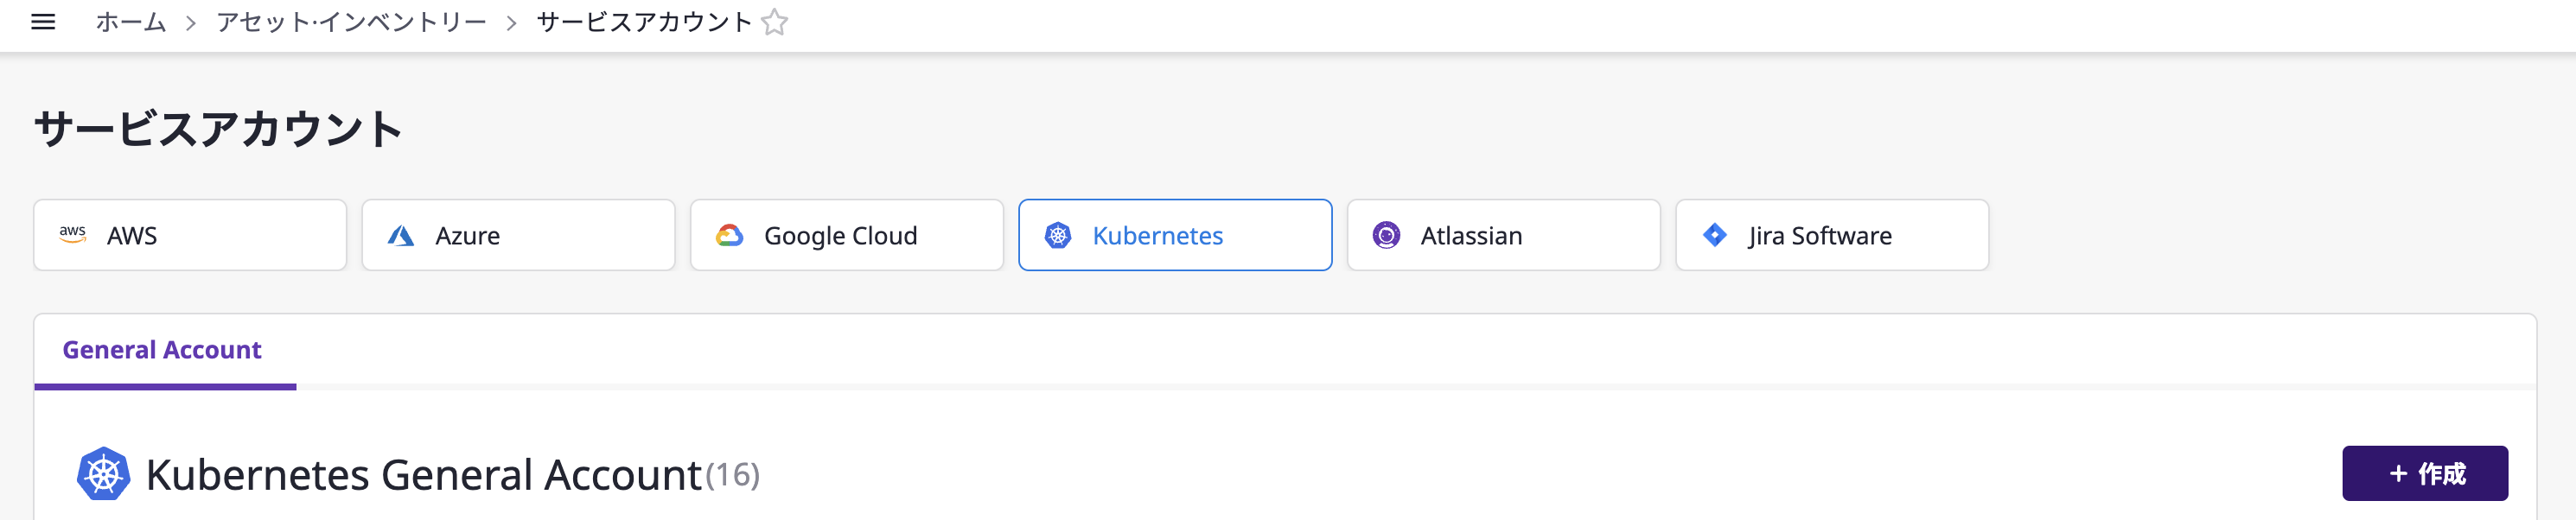 ホーム > アセット·インベントリー > サービスアカウント
サービスアカウント
aws AWS
Azure
Google Cloud
Kubernetes
Atlassian
Jira Software
General Account
Kubernetes General Account(16)
+ 作成